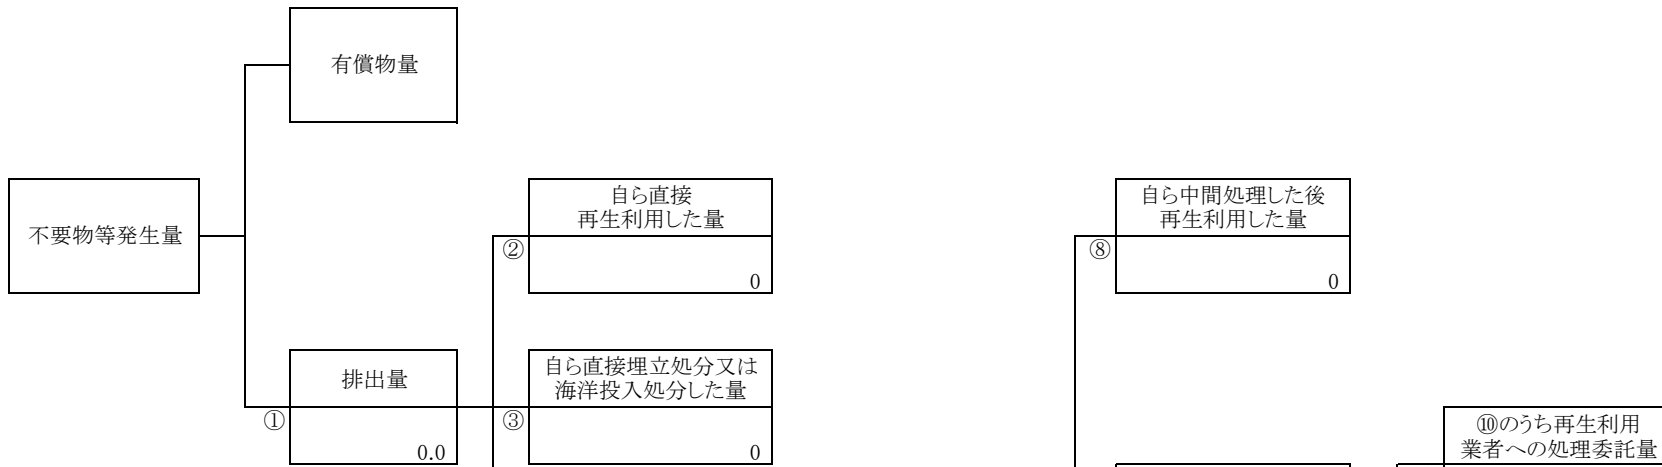 有償物量
不要物等発生量
自ら直接
再生利用した量
②
0
自ら中間処理した後
再生利用した量
⑧
0
排出量
①
0.0
自ら直接埋立処分又は
海洋投入処分した量
③
0
⑩のうち再生利用
業者への処理委託量